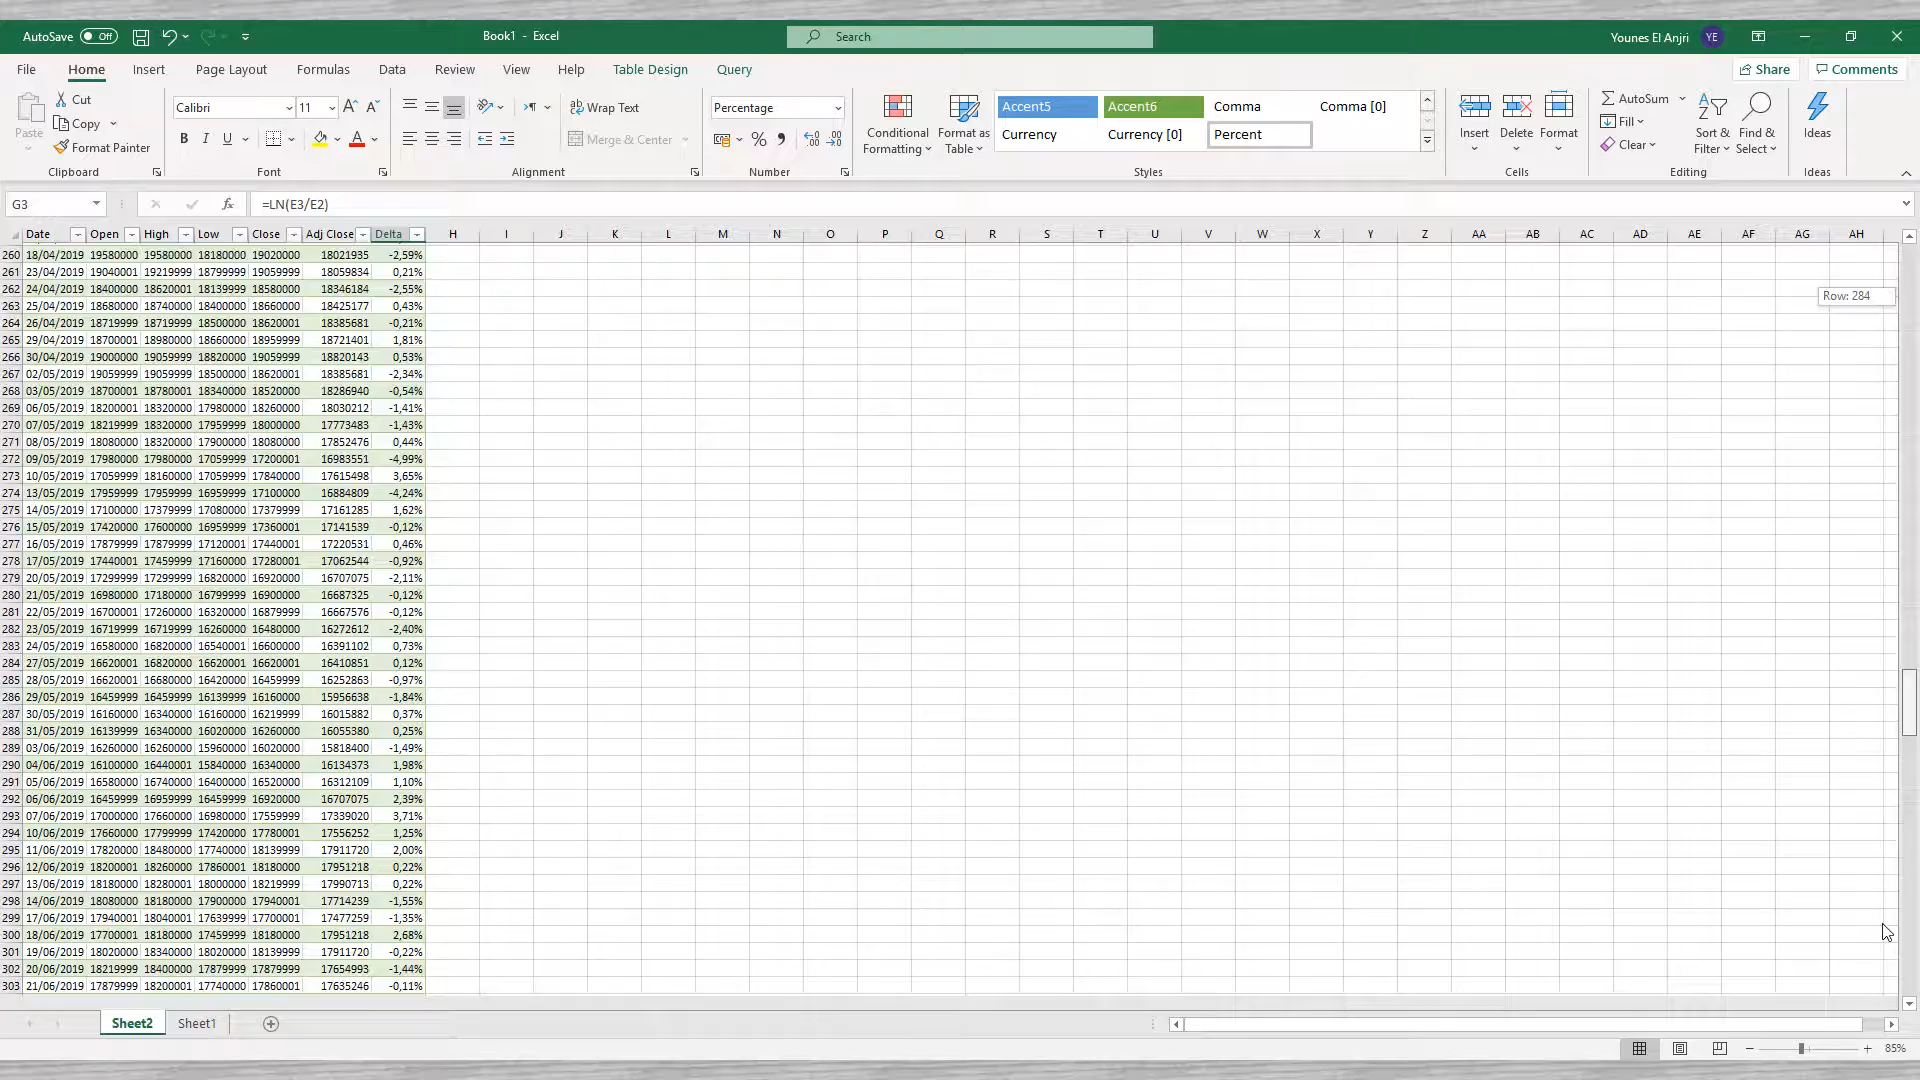 AutoSave Off Book1 - Excel Search Younes El Anjri YE
File Home Insert Page Layout Formulas Data Review View Help Table Design Query Share Comments
Paste Cut Copy Format Painter Clipboard
Calibri 11 B I U Font
Wrap Text Merge & Center Alignment
Percentage % Number
Conditional Formatting Format as Table
Accent5 Accent6 Comma Comma [0]
Currency Currency [0] Percent
Styles
Insert Delete Format Cells
AutoSum Fill Clear Sort & Filter Find & Select Editing
Ideas Ideas
G3 fx =LN(E3/E2)
Date Open High Low Close Adj Close Delta H I J K L M N O P Q R S T U V W X Y Z AA AB AC AD AE AF AG AH
260 18/04/2019 19580000 19580000 18180000 19020000 18021935 -2,59%
261 23/04/2019 19040001 19219999 18799999 19059999 18059834 0,21%
262 24/04/2019 18400000 18620001 18139999 18580000 18346184 -2,55%
263 25/04/2019 18680000 18740000 18400000 18660000 18425177 0,43%
Row: 284
264 26/04/2019 18719999 18719999 18500000 18620001 18385681 -0,21%
265 29/04/2019 18700001 18980000 18660000 18959999 18721401 1,81%
266 30/04/2019 19000000 19059999 18820000 19059999 18820143 0,53%
267 02/05/2019 19059999 19059999 18500000 18620001 18385681 -2,34%
268 03/05/2019 18700001 18780001 18340000 18520000 18286940 -0,54%
269 06/05/2019 18200001 18320000 17980000 18260000 18030212 -1,41%
270 07/05/2019 18219999 18320000 17959999 18000000 17773483 -1,43%
271 08/05/2019 18080000 18320000 17900000 18080000 17852476 0,44%
272 09/05/2019 17980000 17980000 17059999 17200001 16983551 -4,99%
273 10/05/2019 17059999 18160000 17059999 17840000 17615498 3,65%
274 13/05/2019 17959999 17959999 16959999 17100000 16884809 -4,24%
275 14/05/2019 17100000 17379999 17080000 17379999 17161285 1,62%
276 15/05/2019 17420000 17600000 16959999 17360001 17141539 -0,12%
277 16/05/2019 17879999 17879999 17120001 17440001 17220531 0,46%
278 17/05/2019 17440001 17459999 17160000 17280001 17062544 -0,92%
279 20/05/2019 17299999 17299999 16820000 16920000 16707075 -2,11%
280 21/05/2019 16980000 17180000 16799999 16900000 16687325 -0,12%
281 22/05/2019 16700001 17260000 16320000 16879999 16667576 -0,12%
282 23/05/2019 16719999 16719999 16260000 16480000 16272612 -2,40%
283 24/05/2019 16580000 16820000 16540001 16600000 16391102 0,73%
284 27/05/2019 16620001 16820000 16620001 16620001 16410851 0,12%
285 28/05/2019 16620001 16680000 16420000 16459999 16252863 -0,97%
286 29/05/2019 16459999 16459999 16139999 16160000 15956638 -1,84%
287 30/05/2019 16160000 16340000 16160000 16219999 16015882 0,37%
288 31/05/2019 16139999 16340000 16020000 16260000 16055380 0,25%
289 03/06/2019 16260000 16260000 15960000 16020000 15818400 -1,49%
290 04/06/2019 16100000 16440001 15840000 16340000 16134373 1,98%
291 05/06/2019 16580000 16740000 16400000 16520000 16312109 1,10%
292 06/06/2019 16459999 16959999 16459999 16920000 16707075 2,39%
293 07/06/2019 17000000 17660000 16980000 17559999 17339020 3,71%
294 10/06/2019 17660000 17799999 17420000 17780001 17556252 1,25%
295 11/06/2019 17820000 18480000 17740000 18139999 17911720 2,00%
296 12/06/2019 18200001 18260000 17860001 18180000 17951218 0,22%
297 13/06/2019 18180000 18280001 18000000 18219999 17990713 0,22%
298 14/06/2019 18080000 18180000 17900000 17940001 17714239 -1,55%
299 17/06/2019 17940001 18040001 17639999 17700001 17477259 -1,35%
300 18/06/2019 17700001 18180000 17459999 18180000 17951218 2,68%
301 19/06/2019 18020000 18340000 18020000 18139999 17911720 -0,22%
302 20/06/2019 18219999 18400000 17879999 17879999 17654993 -1,44%
303 21/06/2019 17879999 18200001 17740000 17860001 17635246 -0,11%
Sheet2 Sheet1
85%